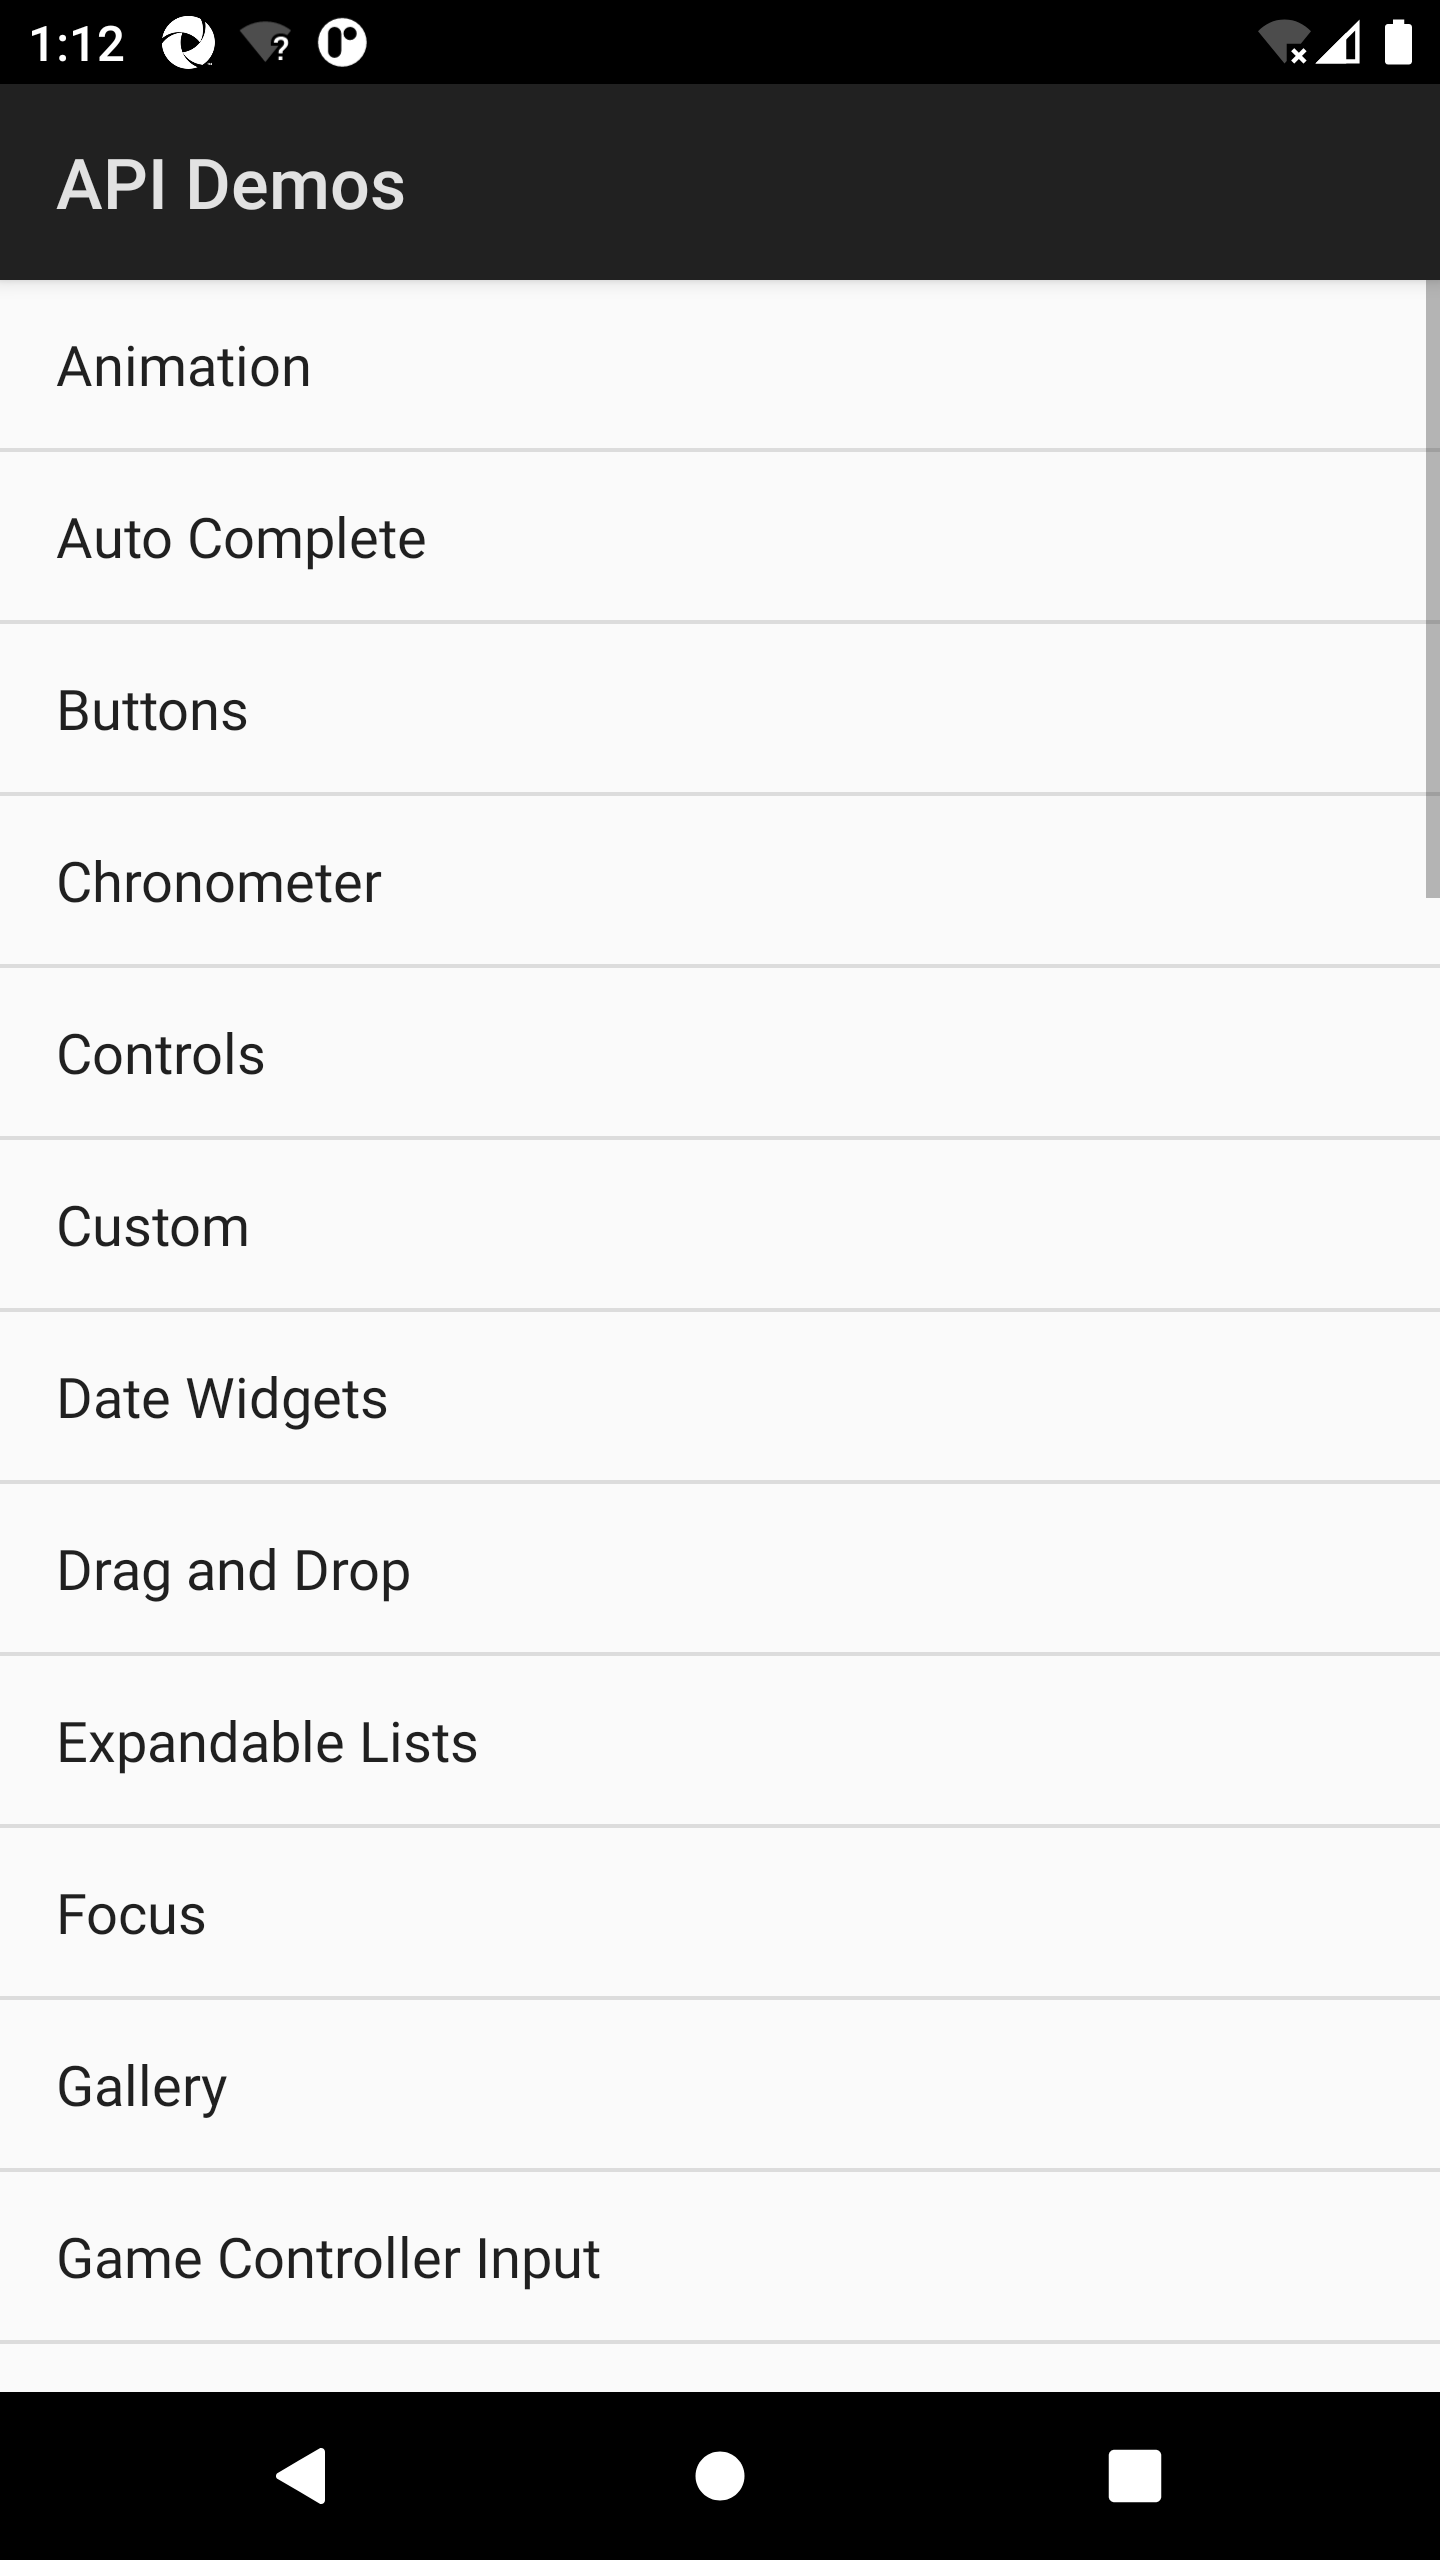 1:12
API Demos
Animation
Auto Complete
Buttons
Chronometer
Controls
Custom
Date Widgets
Drag and Drop
Expandable Lists
Focus
Gallery
Game Controller Input